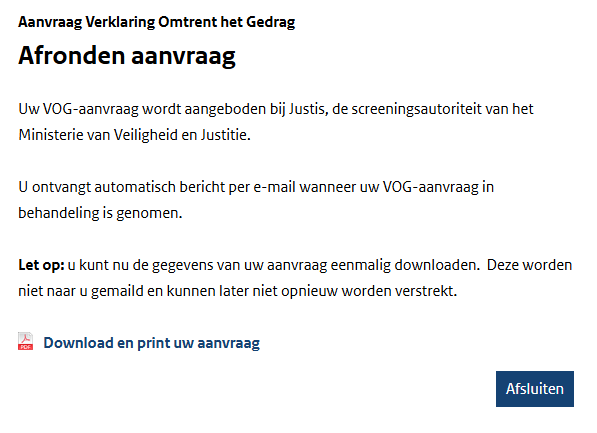 Aanvraag Verklaring Omtrent het Gedrag
Afronden aanvraag
Uw VOG-aanvraag wordt aangeboden bij Justis, de screeningsautoriteit van het
Ministerie van Veiligheid en Justitie.
U ontvangt automatisch bericht per e-mail wanneer uw VOG-aanvraag in
behandeling is genomen.
Let op: u kunt nu de gegevens van uw aanvraag eenmalig downloaden.  Deze worden
niet naar u gemaild en kunnen later niet opnieuw worden verstrekt.
PDF Download en print uw aanvraag
Afsluiten